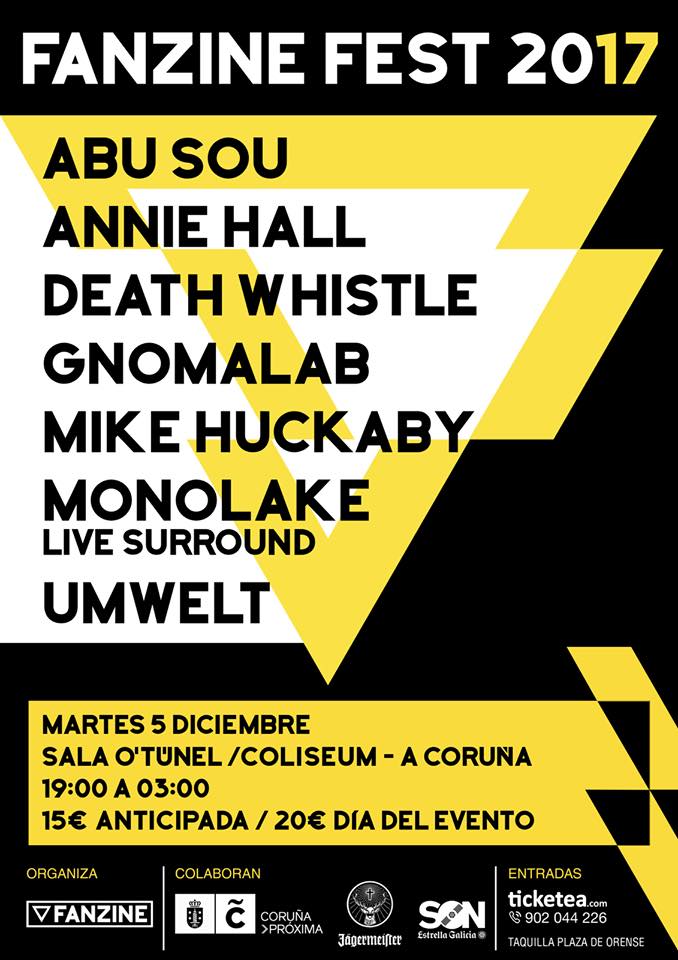 FANZINE FEST 2017
ABU SOU
ANNIE HALL
DEATH WHISTLE
GNOMALAB
MIKE HUCKABY
MONOLAKE
LIVE SURROUND
UMWELT
MARTES 5 DICIEMBRE
SALA O'TÚNEL /COLISEUM - A CORUÑA
19:00 A 03:00
15€ ANTICIPADA / 20€ DÍA DEL EVENTO
ORGANIZA
FANZINE
COLABORAN
CORUÑA
>PRÓXIMA
Jägermeister
SON
Estrella Galicia
ENTRADAS
ticketea.com
902 044 226
TAQUILLA PLAZA DE ORENSE